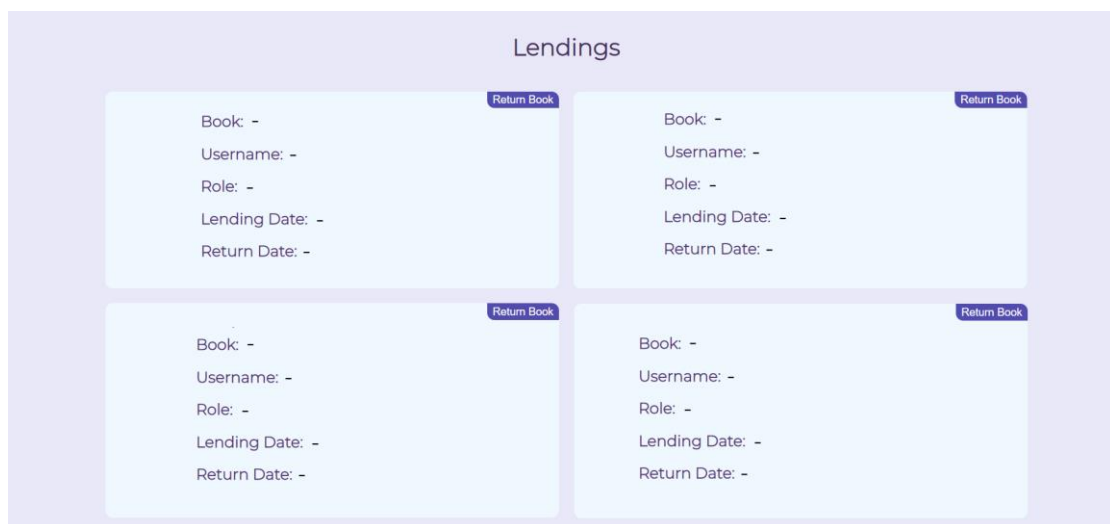 Lendings
Return Book
Book: -
Username: -
Role: -
Lending Date: -
Return Date: -
Return Book
Book: -
Username: -
Role: -
Lending Date: -
Return Date: -
Return Book
Book: -
Username: -
Role: -
Lending Date: -
Return Date: -
Return Book
Book: -
Username: -
Role: -
Lending Date: -
Return Date: -